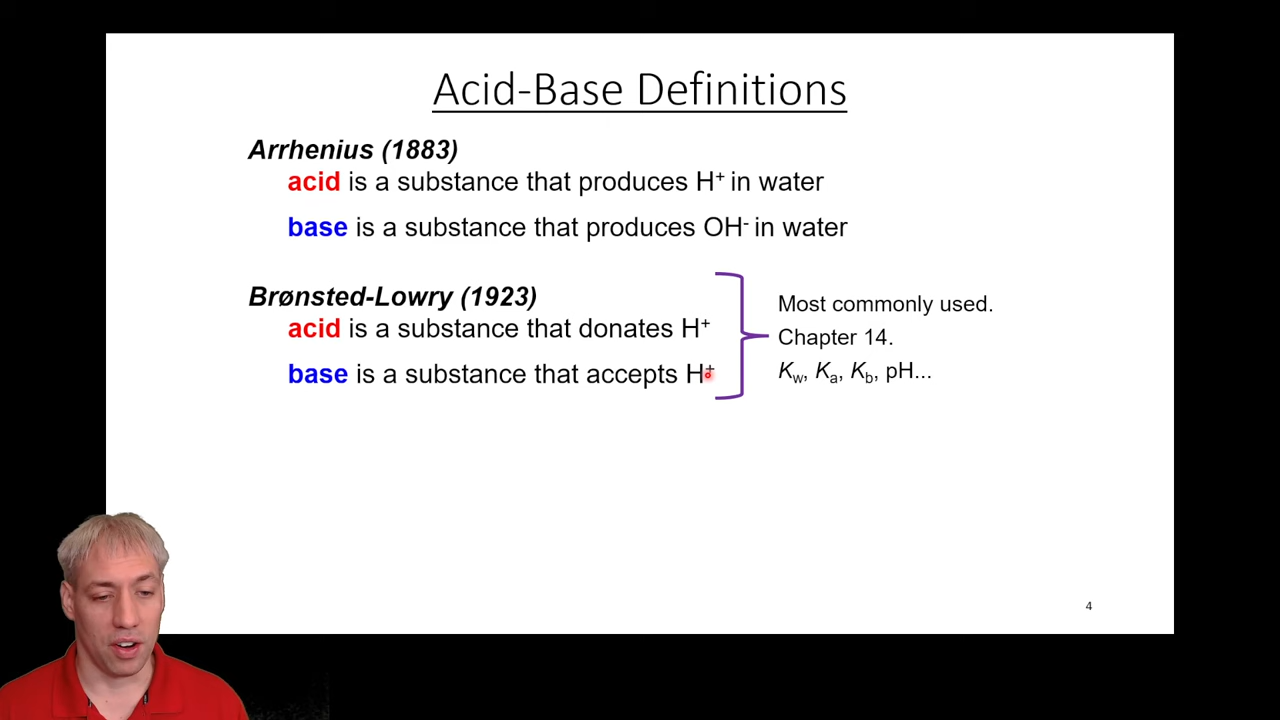 Acid-Base Definitions
Arrhenius (1883)
acid is a substance that produces H⁺ in water
base is a substance that produces OH⁻ in water
Brønsted-Lowry (1923)
acid is a substance that donates H⁺
base is a substance that accepts H⁺
Most commonly used.
Chapter 14.
Kw, Ka, Kb, pH...
4